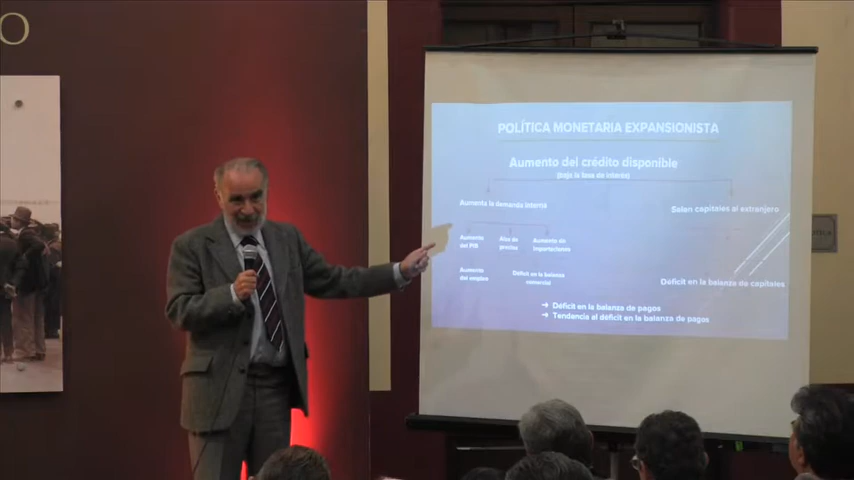 O
POLÍTICA MONETARIA EXPANSIONISTA
Aumento del crédito disponible
(baja la tasa de interés)
Aumenta la demanda interna
Salen capitales al extranjero
Aumento del PIB
Alza de precios
Aumento de importaciones
Aumento del empleo
Déficit en la balanza comercial
Déficit en la balanza de capitales
→ Déficit en la balanza de pagos
→ Tendencia al déficit en la balanza de pagos